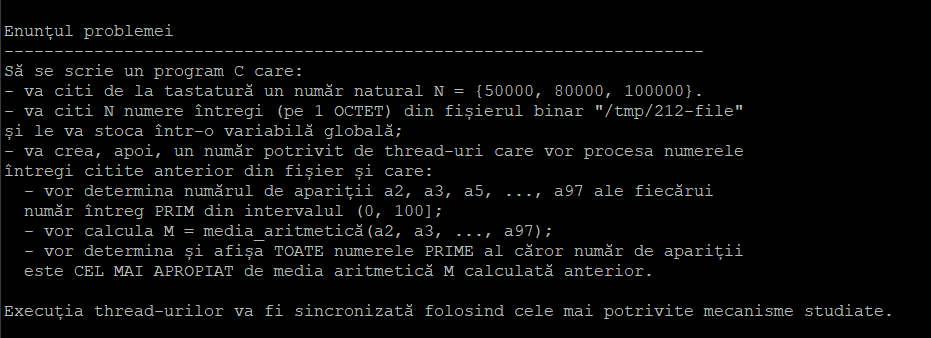 Enunțul problemei
----------------------------------------------------------------------
Să se scrie un program C care:
- va citi de la tastatură un număr natural N = {50000, 80000, 100000}.
- va citi N numere întregi (pe 1 OCTET) din fișierul binar "/tmp/212-file"
și le va stoca într-o variabilă globală;
- va crea, apoi, un număr potrivit de thread-uri care vor procesa numerele
întregi citite anterior din fișier și care:
  - vor determina numărul de apariții a2, a3, a5, ..., a97 ale fiecărui
  număr întreg PRIM din intervalul (0, 100];
  - vor calcula M = media_aritmetică(a2, a3, ..., a97);
  - vor determina și afișa TOATE numerele PRIME al căror număr de apariții
  este CEL MAI APROPIAT de media aritmetică M calculată anterior.

Execuția thread-urilor va fi sincronizată folosind cele mai potrivite mecanisme studiate.